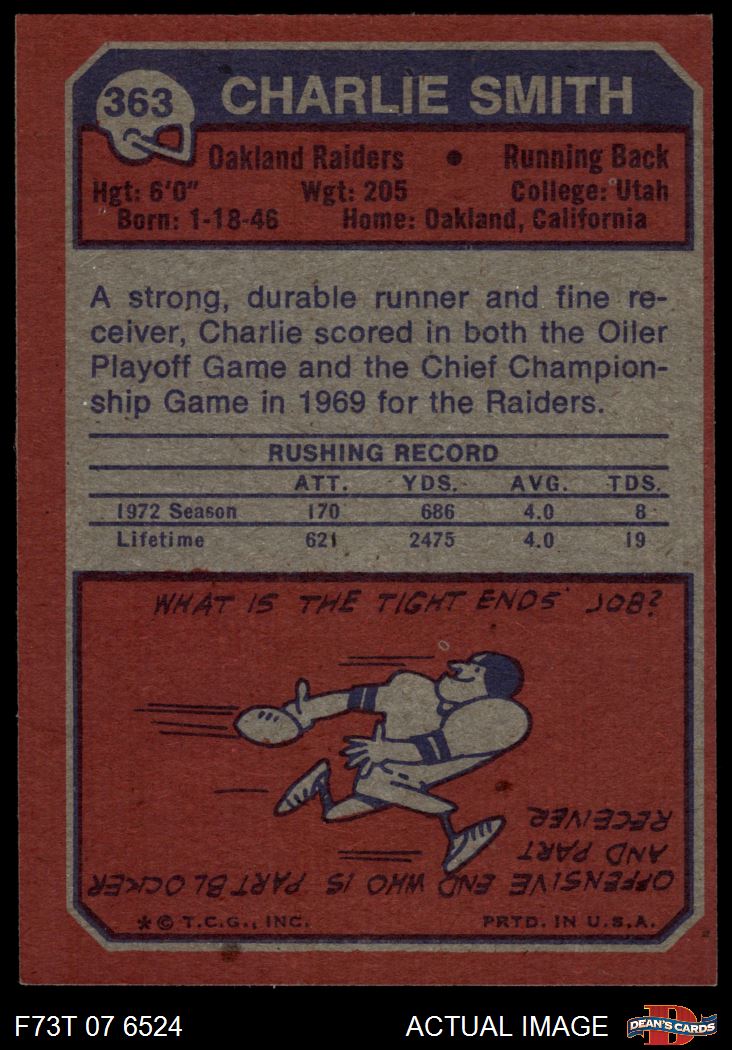 363 CHARLIE SMITH
Oakland Raiders • Running Back
Hgt: 6'0" Wgt: 205 College: Utah
Born: 1-18-46 Home: Oakland, California
A strong, durable runner and fine re-
ceiver, Charlie scored in both the Oiler
Playoff Game and the Chief Champion-
ship Game in 1969 for the Raiders.
RUSHING RECORD
ATT. YDS. AVG. TDS.
1972 Season 170 686 4.0 8
Lifetime 621 2475 4.0 19
WHAT IS THE TIGHT ENDS' JOB?
OFFENSIVE END WHO IS PART BLOCKER
AND PART
RECEIVER
* © T.C.G., INC. PRTD. IN U.S.A.
F73T 07 6524 ACTUAL IMAGE D DEAN'S CARDS